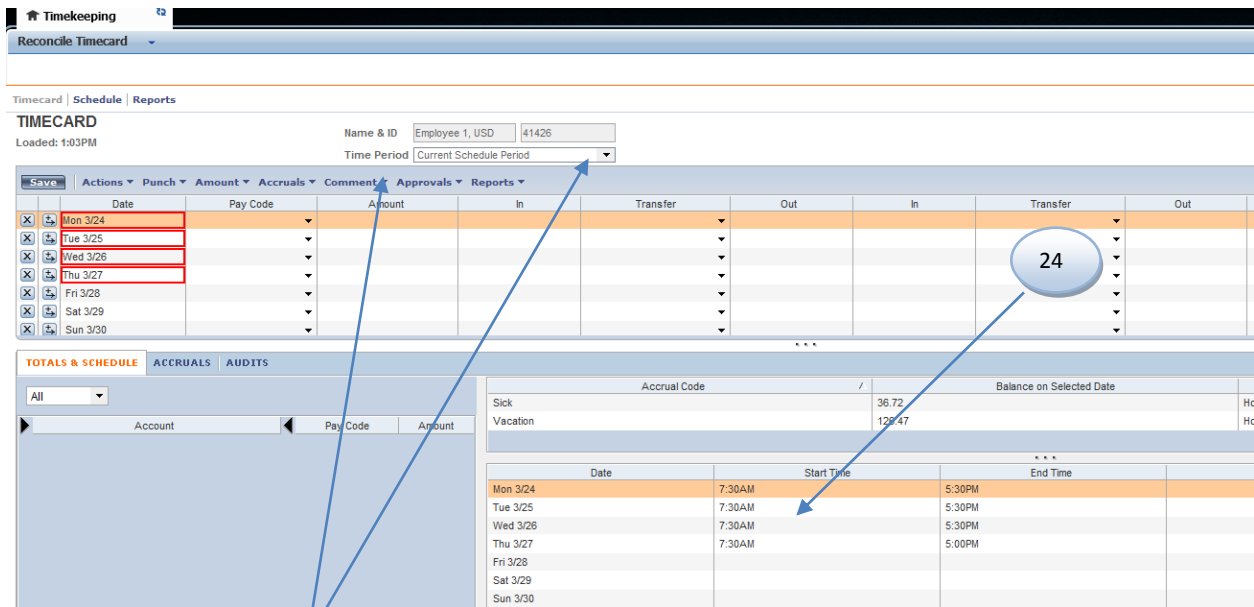 Timekeeping
Reconcile Timecard
Timecard | Schedule | Reports
TIMECARD
Loaded: 1:03PM
Name & ID Employee 1, USD 41426
Time Period Current Schedule Period
Save Actions Punch Amount Accruals Comment Approvals Reports
Date Pay Code Amount In Transfer Out In Transfer Out
X Mon 3/24
X Tue 3/25
X Wed 3/26
X Thu 3/27
X Fri 3/28
X Sat 3/29
X Sun 3/30
24
TOTALS & SCHEDULE ACCRUALS AUDITS
All
Account Pay Code Amount
Accrual Code / Balance on Selected Date
Sick 36.72 Ho
Vacation 126.47 Ho
Date Start Time End Time
Mon 3/24 7:30AM 5:30PM
Tue 3/25 7:30AM 5:30PM
Wed 3/26 7:30AM 5:30PM
Thu 3/27 7:30AM 5:00PM
Fri 3/28
Sat 3/29
Sun 3/30